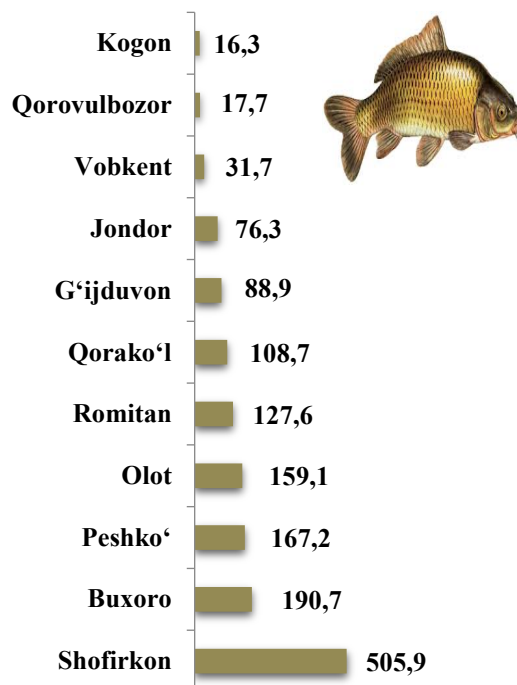 Kogon 16,3
Qorovulbozor 17,7
Vobkent 31,7
Jondor 76,3
G‘ijduvon 88,9
Qorako‘l 108,7
Romitan 127,6
Olot 159,1
Peshko‘ 167,2
Buxoro 190,7
Shofirkon 505,9